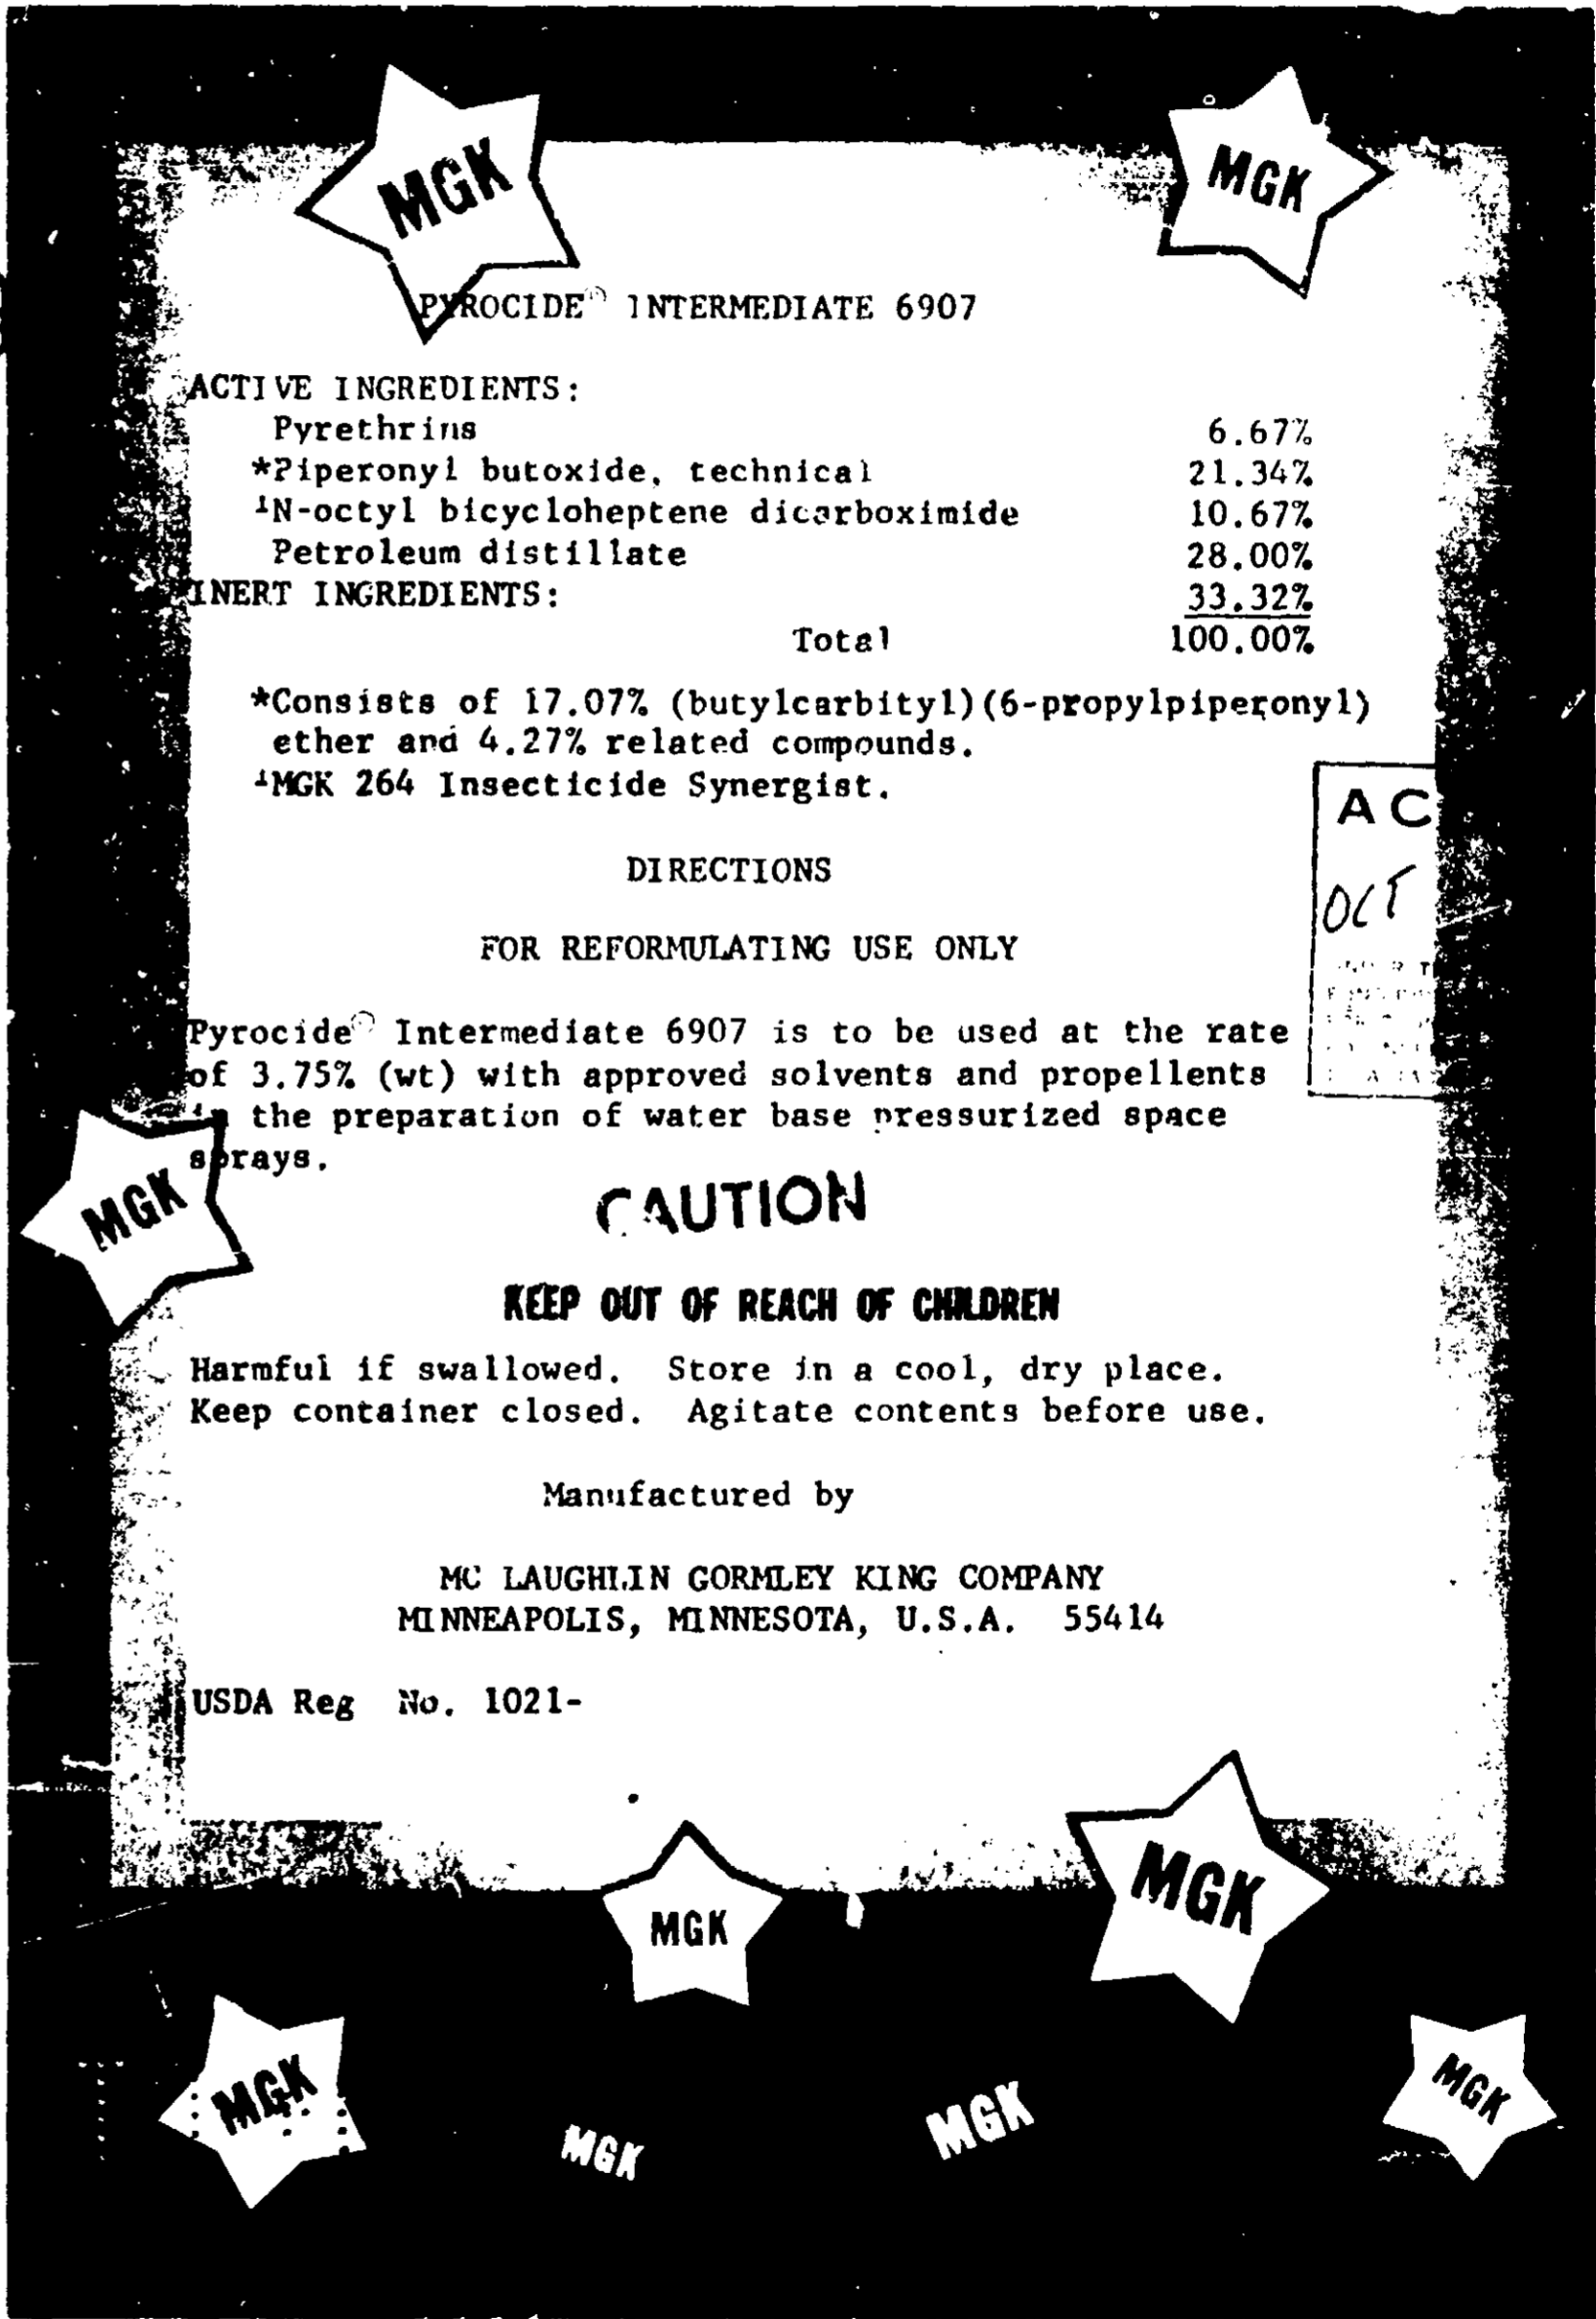 MGK
MGK
PYROCIDE® INTERMEDIATE 6907
ACTIVE INGREDIENTS:
Pyrethrins 6.67%
*Piperonyl butoxide, technical 21.34%
¹N-octyl bicycloheptene dicarboximide 10.67%
Petroleum distillate 28.00%
INERT INGREDIENTS: 33.32%
Total 100.00%
*Consists of 17.07% (butylcarbityl)(6-propylpiperonyl)
ether and 4.27% related compounds.
¹MGK 264 Insecticide Synergist.
AC
OCT
DIRECTIONS
FOR REFORMULATING USE ONLY
Pyrocide® Intermediate 6907 is to be used at the rate
of 3.75% (wt) with approved solvents and propellents
in the preparation of water base pressurized space
sprays.
MGK
CAUTION
KEEP OUT OF REACH OF CHILDREN
Harmful if swallowed. Store in a cool, dry place.
Keep container closed. Agitate contents before use.
Manufactured by
MC LAUGHLIN GORMLEY KING COMPANY
MINNEAPOLIS, MINNESOTA, U.S.A. 55414
USDA Reg No. 1021-
MGK
MGK
MGK
MGK
MGK
MGK